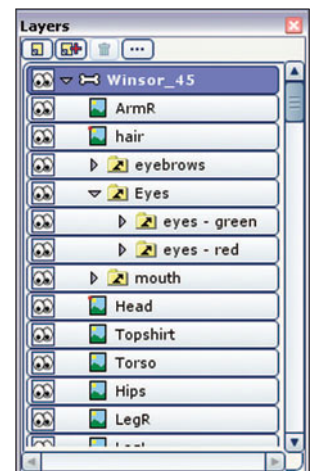 Layers
Winsor_45
ArmR
hair
eyebrows
Eyes
eyes - green
eyes - red
mouth
Head
Topshirt
Torso
Hips
LegR